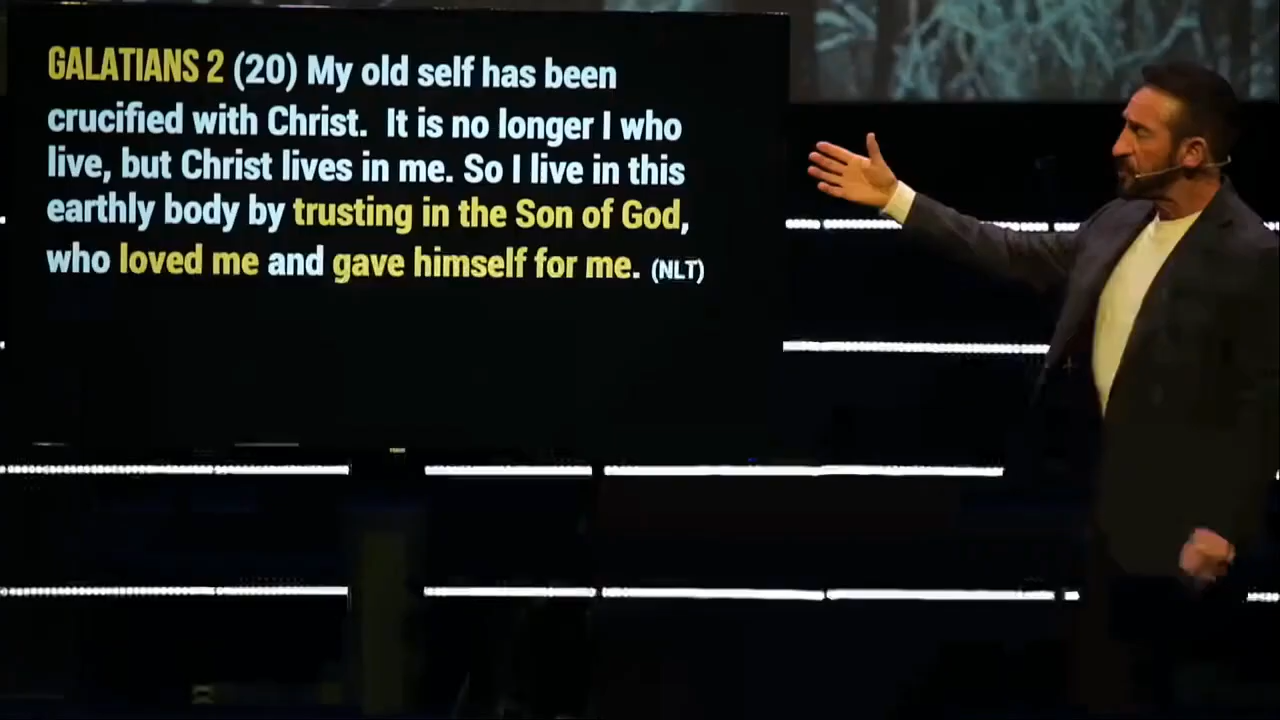 GALATIANS 2 (20) My old self has been
crucified with Christ.  It is no longer I who
live, but Christ lives in me. So I live in this
earthly body by trusting in the Son of God,
who loved me and gave himself for me. (NLT)